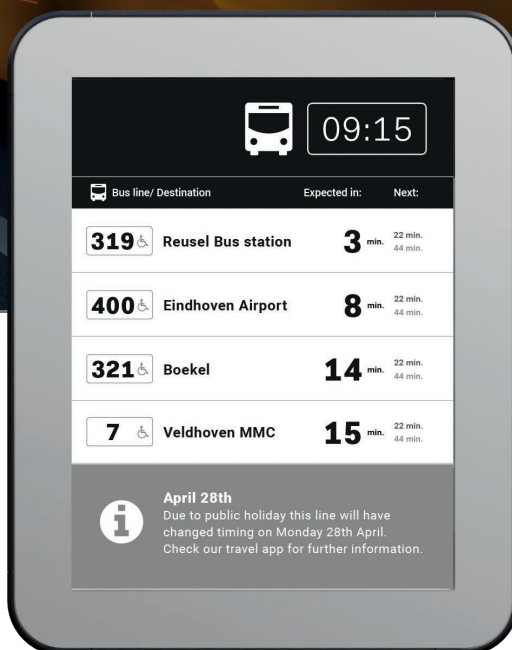 09:15
Bus line/ Destination Expected in: Next:
319 Reusel Bus station 3 min. 22 min.
44 min.
400 Eindhoven Airport 8 min. 22 min.
44 min.
321 Boekel 14 min. 22 min.
44 min.
7 Veldhoven MMC 15 min. 22 min.
44 min.
April 28th
Due to public holiday this line will have
changed timing on Monday 28th April.
Check our travel app for further information.